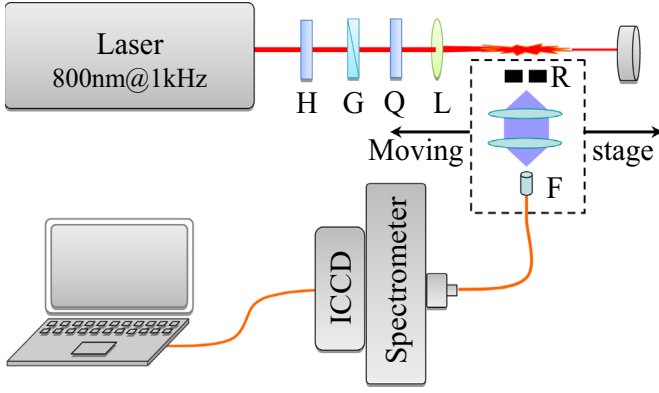 Laser
800nm@1kHz
H
G
Q
L
R
Moving
stage
F
ICCD
Spectrometer